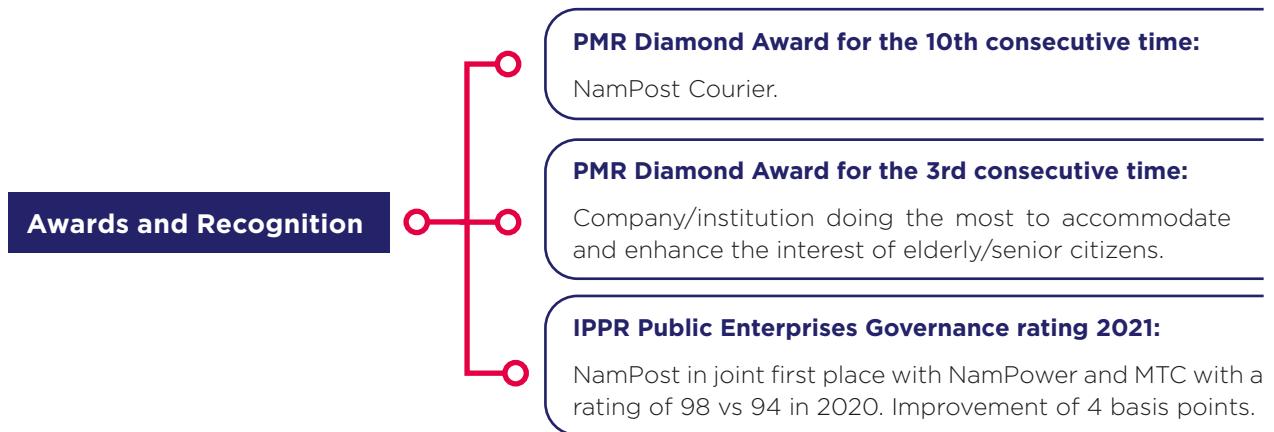 Awards and Recognition
PMR Diamond Award for the 10th consecutive time:
NamPost Courier.
PMR Diamond Award for the 3rd consecutive time:
Company/institution doing the most to accommodate
and enhance the interest of elderly/senior citizens.
IPPR Public Enterprises Governance rating 2021:
NamPost in joint first place with NamPower and MTC with a
rating of 98 vs 94 in 2020. Improvement of 4 basis points.